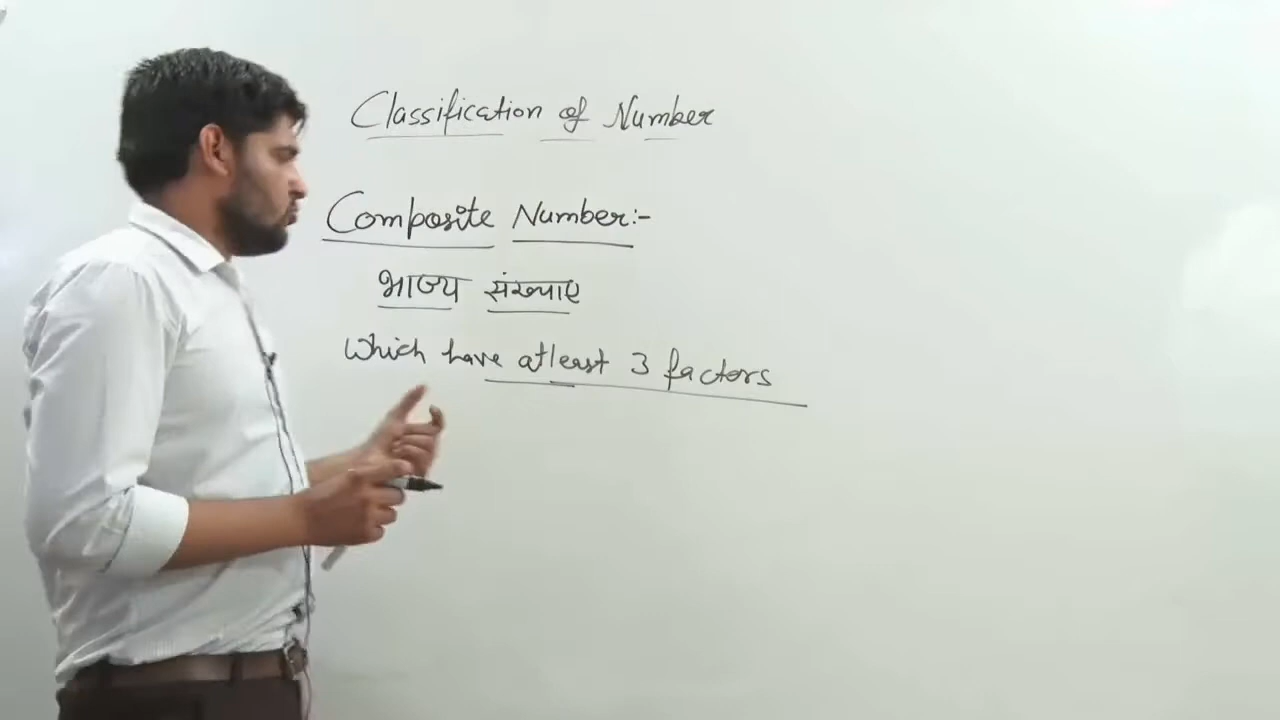 Classification of Number
Composite Number:-
भाज्य संख्याए
Which have atleast 3 factors